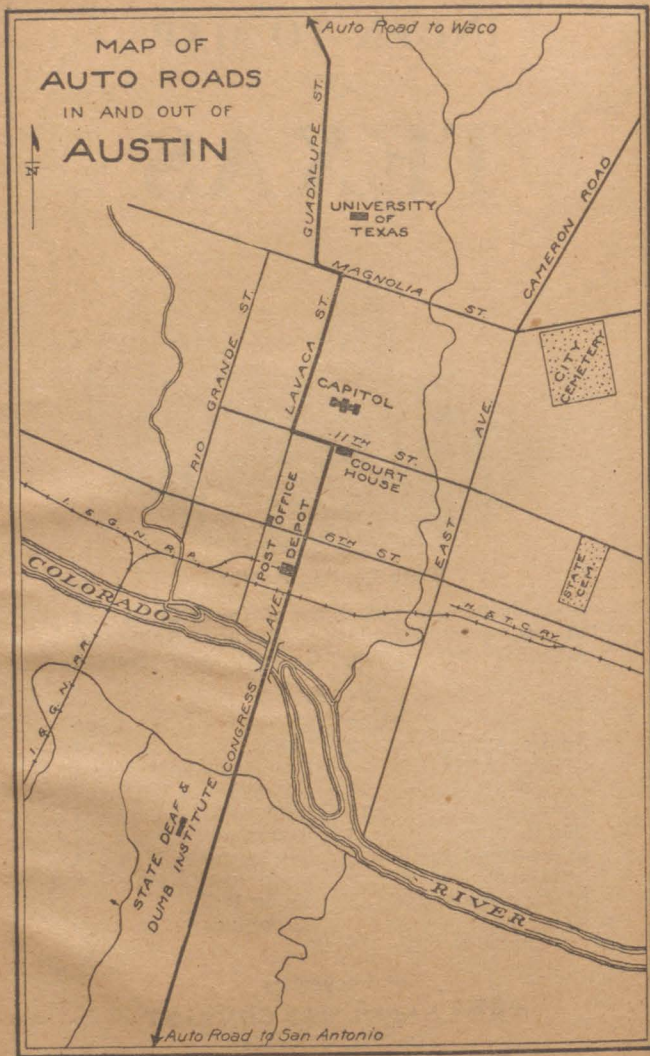 Auto Road to Waco
MAP OF
AUTO ROADS
IN AND OUT OF
AUSTIN
N
GUADALUPE ST.
UNIVERSITY
OF
TEXAS
CAMERON ROAD
MAGNOLIA ST.
RIO GRANDE ST.
LAVACA ST.
CITY
CEMETERY
CAPITOL
11TH ST.
COURT
HOUSE
EAST AVE.
POST OFFICE
DEPOT
6TH ST.
I & G N R R
STATE
CEM.
COLORADO
H & T C RY
I & G N RR
CONGRESS AVE.
STATE DEAF &
DUMB INSTITUTE
RIVER
Auto Road to San Antonio